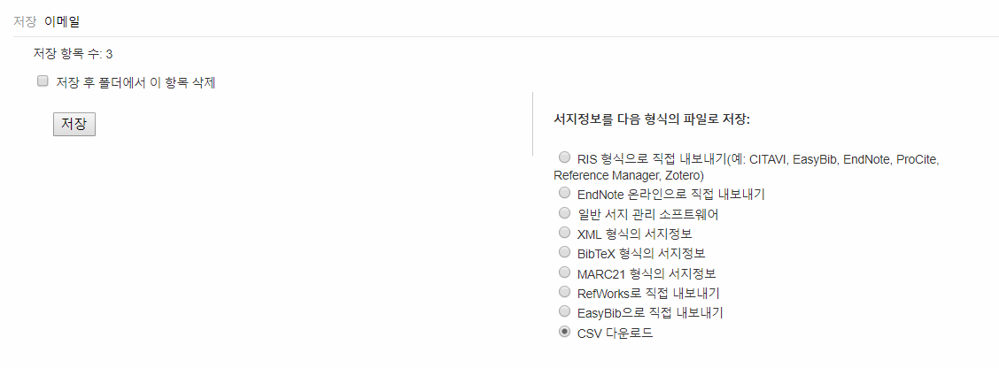 저장 이메일
저장 항목 수: 3
저장 후 폴더에서 이 항목 삭제
저장
서지정보를 다음 형식의 파일로 저장:
RIS 형식으로 직접 내보내기(예: CITAVI, EasyBib, EndNote, ProCite,
Reference Manager, Zotero)
EndNote 온라인으로 직접 내보내기
일반 서지 관리 소프트웨어
XML 형식의 서지정보
BibTeX 형식의 서지정보
MARC21 형식의 서지정보
RefWorks로 직접 내보내기
EasyBib으로 직접 내보내기
CSV 다운로드